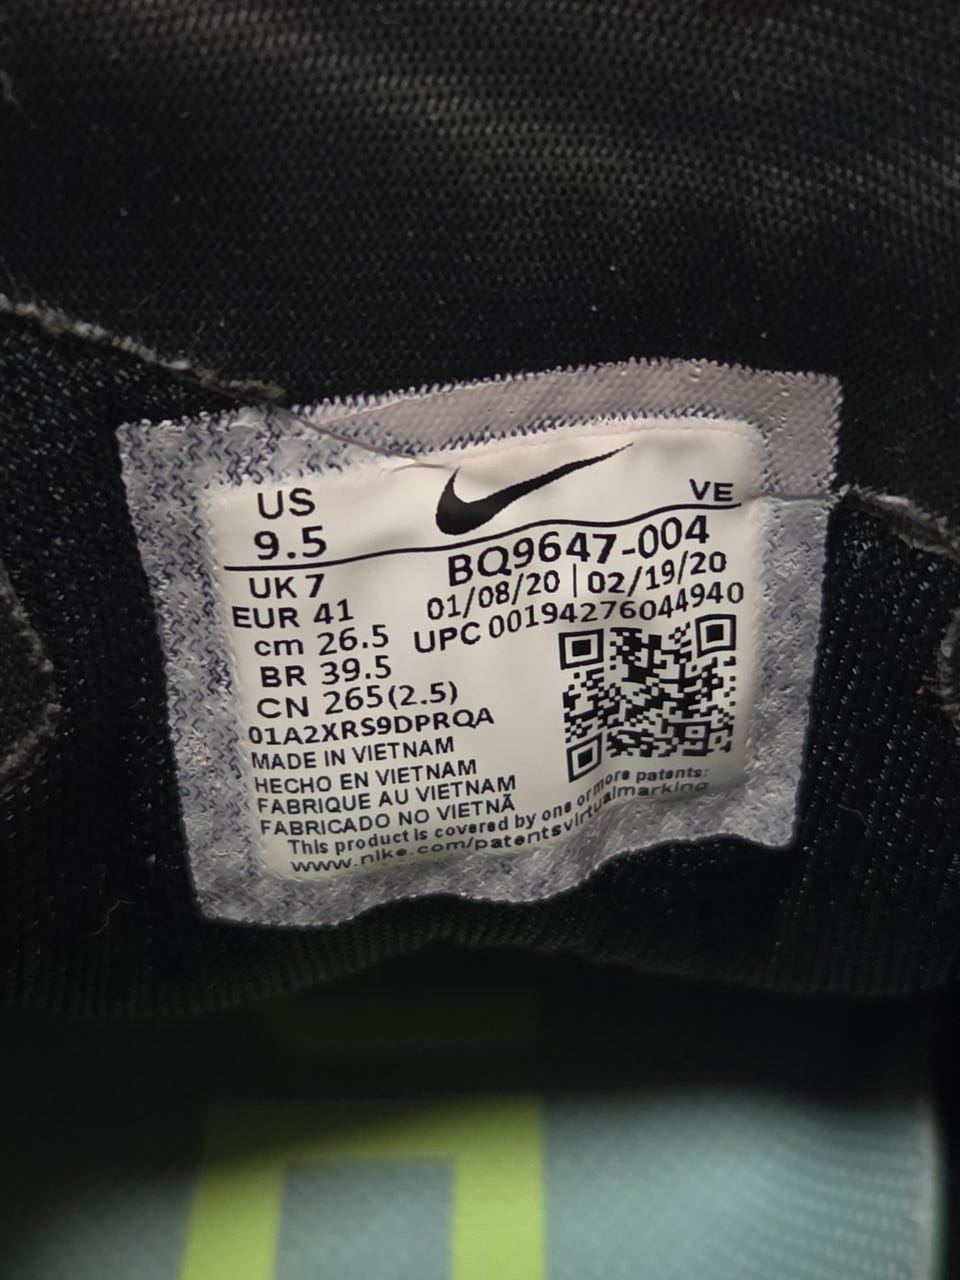 US
9.5
VE
UK 7
EUR 41
cm 26.5
BR 39.5
CN 265(2.5)
BQ9647-004
01/08/20 | 02/19/20
UPC 00194276044940
01A2XRS9DPRQA
MADE IN VIETNAM
HECHO EN VIETNAM
FABRIQUE AU VIETNAM
FABRICADO NO VIETNÃ
This product is covered by one or more patents:
www.nike.com/patentsvirtualmarking